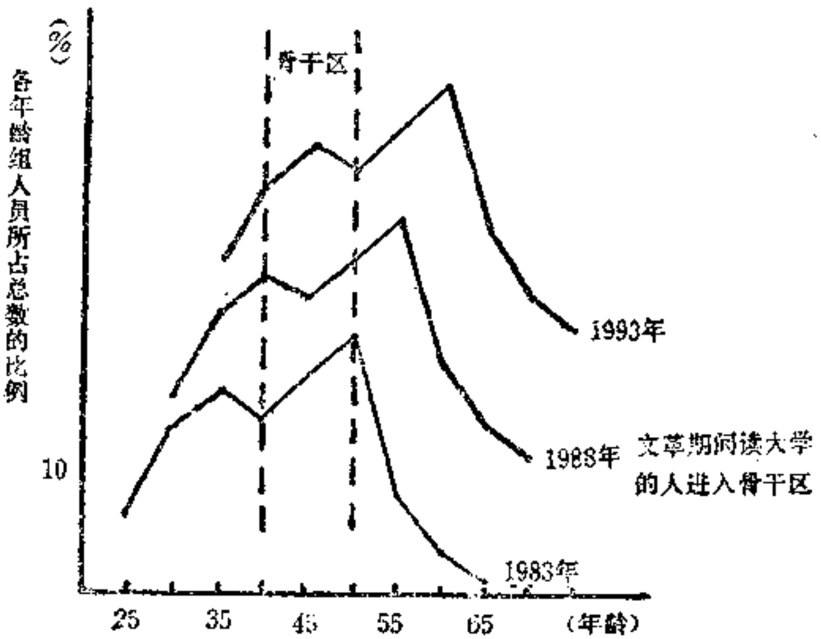 (%)
各年龄组人员所占总数的比例
骨干区
1993年
1988年
文革期间读大学
的人进入骨干区
10
1983年
25 35 45 55 65 (年龄)